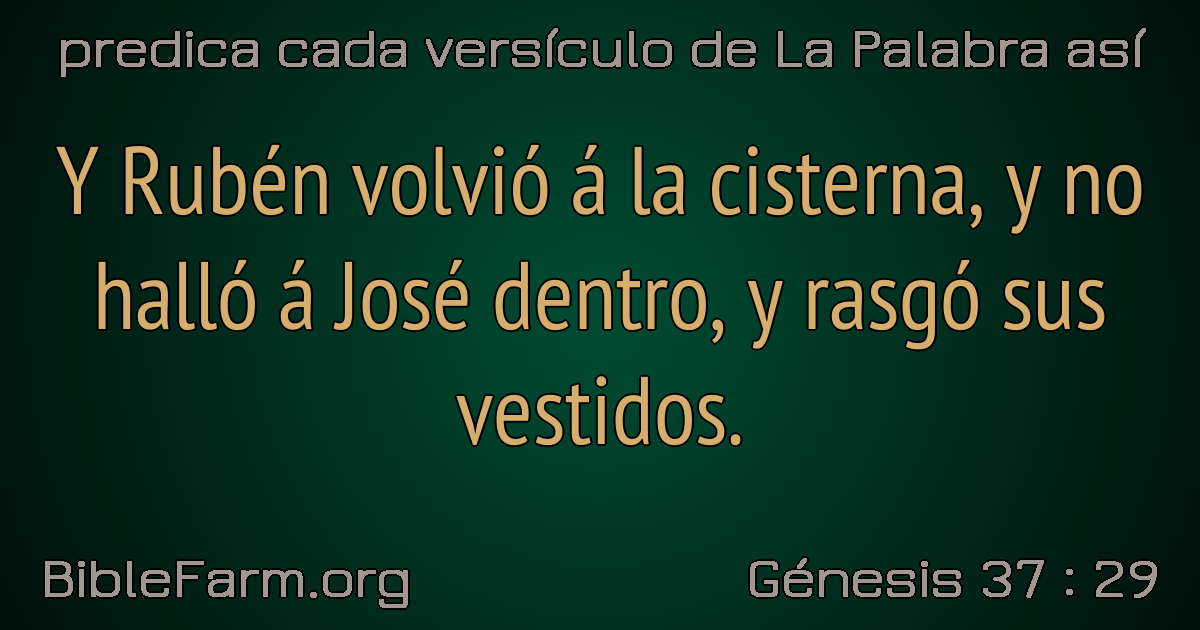 predica cada versículo de La Palabra así
Y Rubén volvió á la cisterna, y no
halló á José dentro, y rasgó sus
vestidos.
BibleFarm.org
Génesis 37 : 29